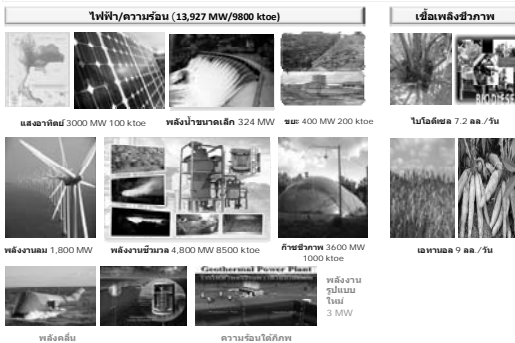 ไฟฟ้า/ความร้อน (13,927 MW/9800 ktoe)
เชื้อเพลิงชีวภาพ
แสงอาทิตย์ 3000 MW 100 ktoe
พลังน้ำขนาดเล็ก 324 MW
ขยะ 400 MW 200 ktoe
BIODIESEL
ไบโอดีเซล 7.2 ลล./วัน
พลังงานลม 1,800 MW
พลังงานชีวมวล 4,800 MW 8500 ktoe
ก๊าซชีวภาพ 3600 MW
1000 ktoe
เอทานอล 9 ลล./วัน
Geothermal Power Plant
พลังงาน
รูปแบบ
ใหม่
3 MW
พลังคลื่น
ความร้อนใต้ภิภพ